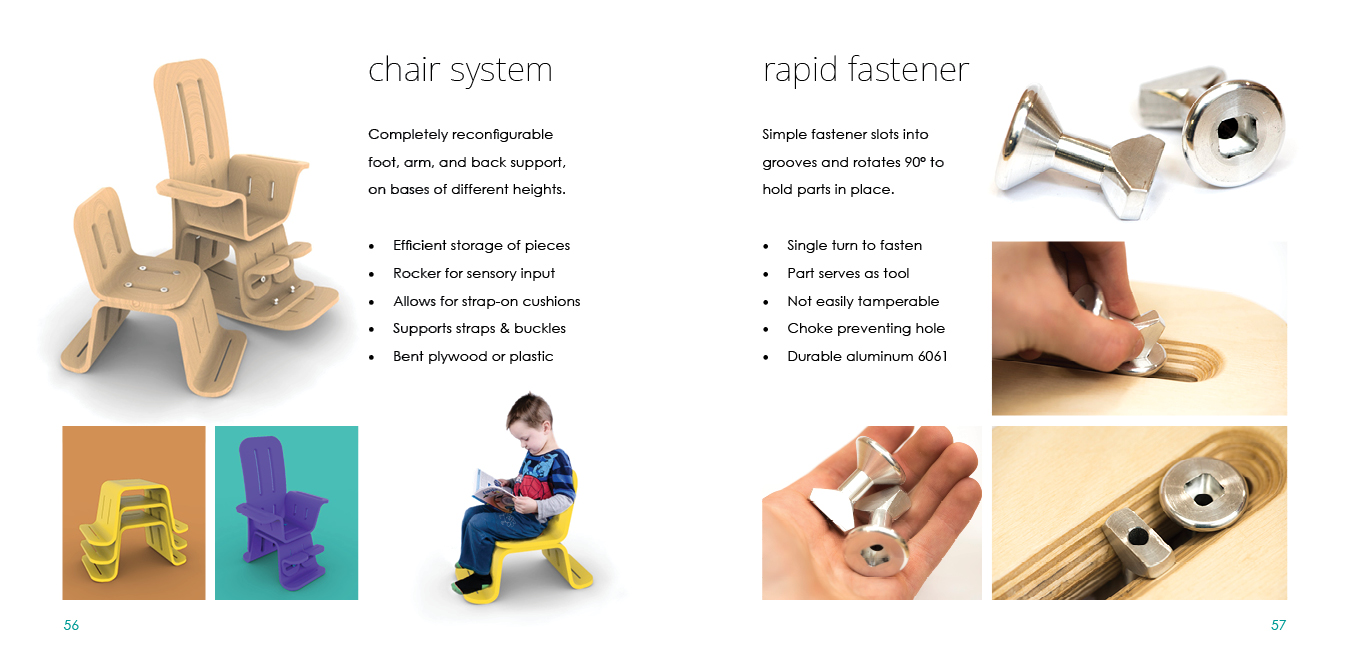 chair system
Completely reconfigurable
foot, arm, and back support,
on bases of different heights.
• Efficient storage of pieces
• Rocker for sensory input
• Allows for strap-on cushions
• Supports straps & buckles
• Bent plywood or plastic
56
rapid fastener
Simple fastener slots into
grooves and rotates 90º to
hold parts in place.
• Single turn to fasten
• Part serves as tool
• Not easily tamperable
• Choke preventing hole
• Durable aluminum 6061
57